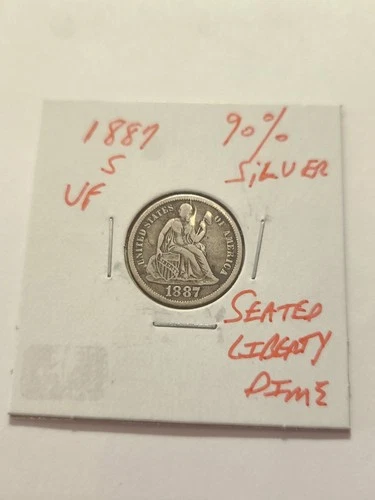 1887
S
VF
90%
SiLVER
UNITED STATES OF AMERICA
1887
SEATED
LIBERTY
DIME